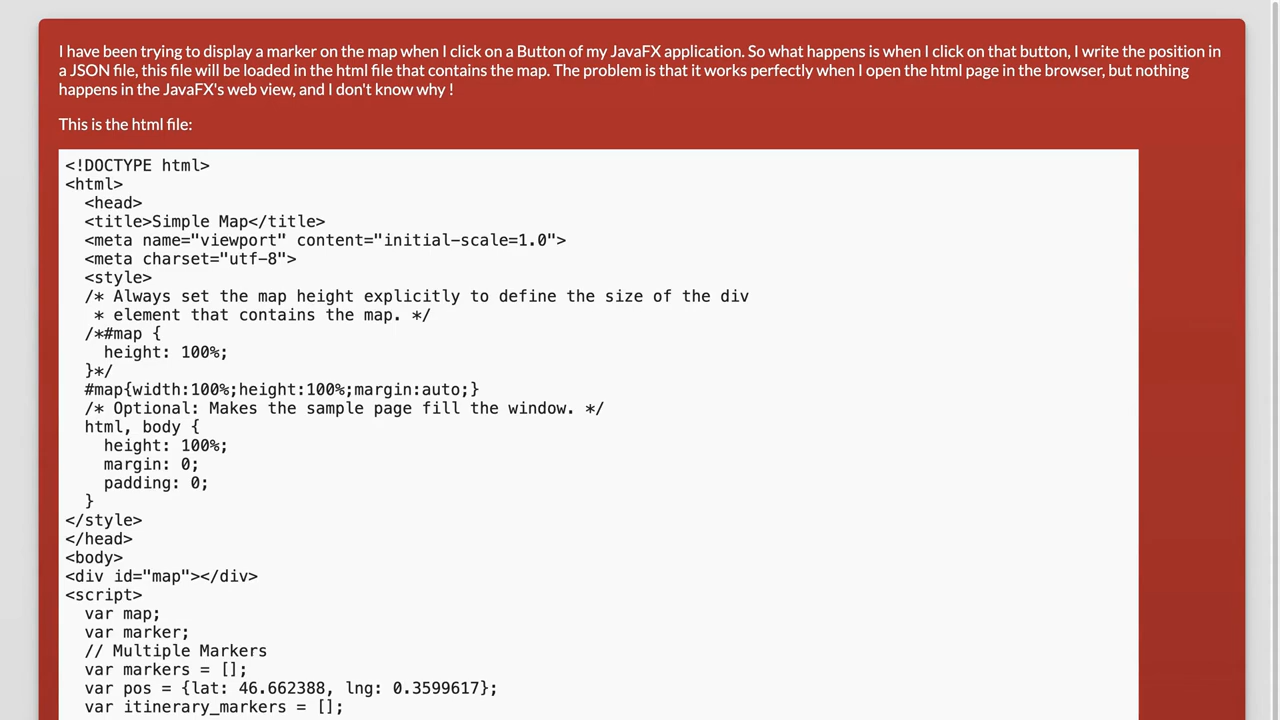 I have been trying to display a marker on the map when I click on a Button of my JavaFX application. So what happens is when I click on that button, I write the position in
a JSON file, this file will be loaded in the html file that contains the map. The problem is that it works perfectly when I open the html page in the browser, but nothing
happens in the JavaFX's web view, and I don't know why !
This is the html file:
<!DOCTYPE html>
<html>
  <head>
  <title>Simple Map</title>
  <meta name="viewport" content="initial-scale=1.0">
  <meta charset="utf-8">
  <style>
  /* Always set the map height explicitly to define the size of the div
   * element that contains the map. */
  /*#map {
    height: 100%;
  }*/
  #map{width:100%;height:100%;margin:auto;}
  /* Optional: Makes the sample page fill the window. */
  html, body {
    height: 100%;
    margin: 0;
    padding: 0;
  }
</style>
</head>
<body>
<div id="map"></div>
<script>
  var map;
  var marker;
  // Multiple Markers
  var markers = [];
  var pos = {lat: 46.662388, lng: 0.3599617};
  var itinerary_markers = [];